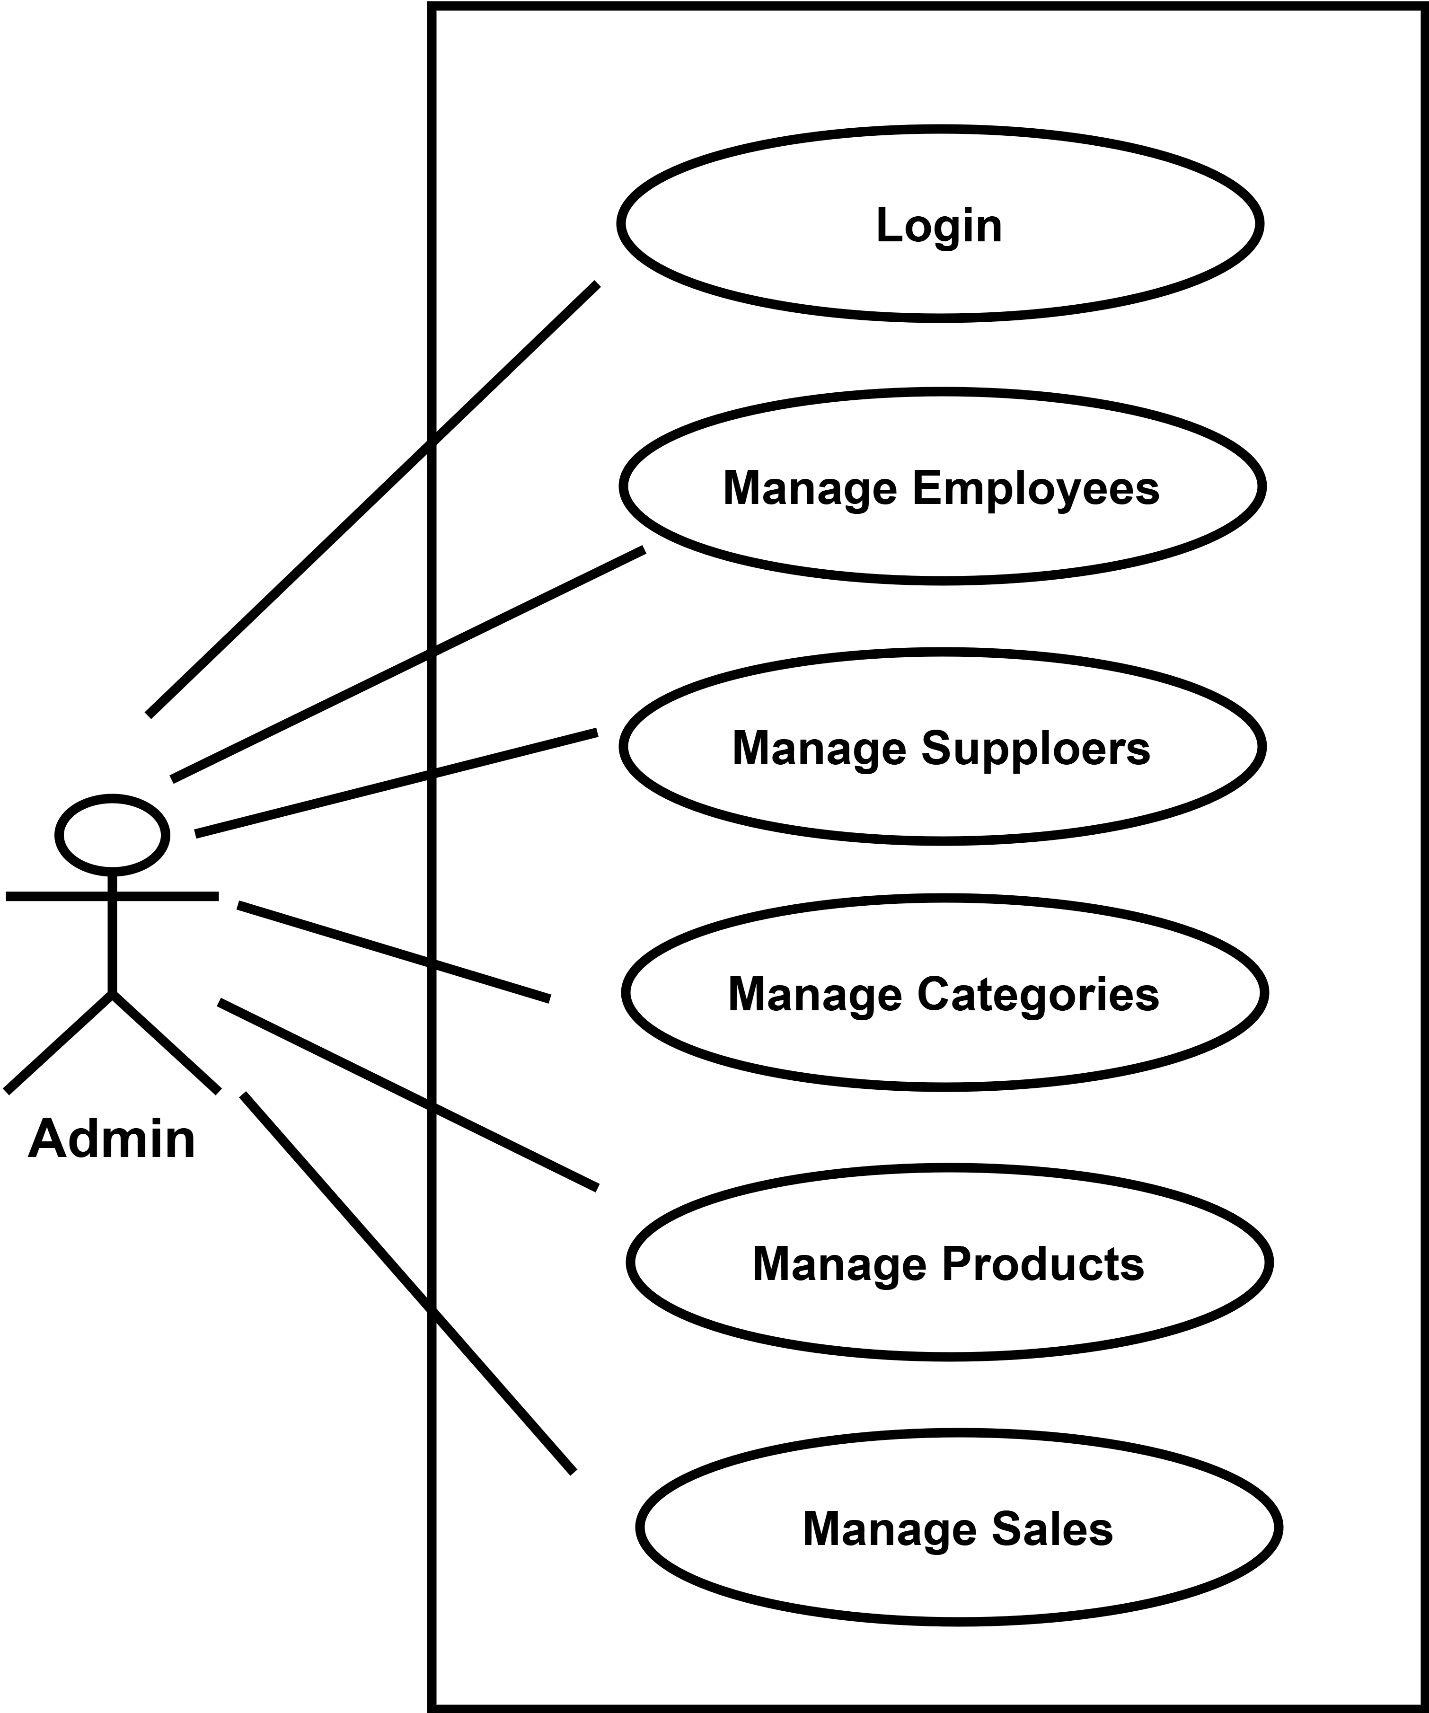 Login
Manage Employees
Manage Supploers
Manage Categories
Admin
Manage Products
Manage Sales